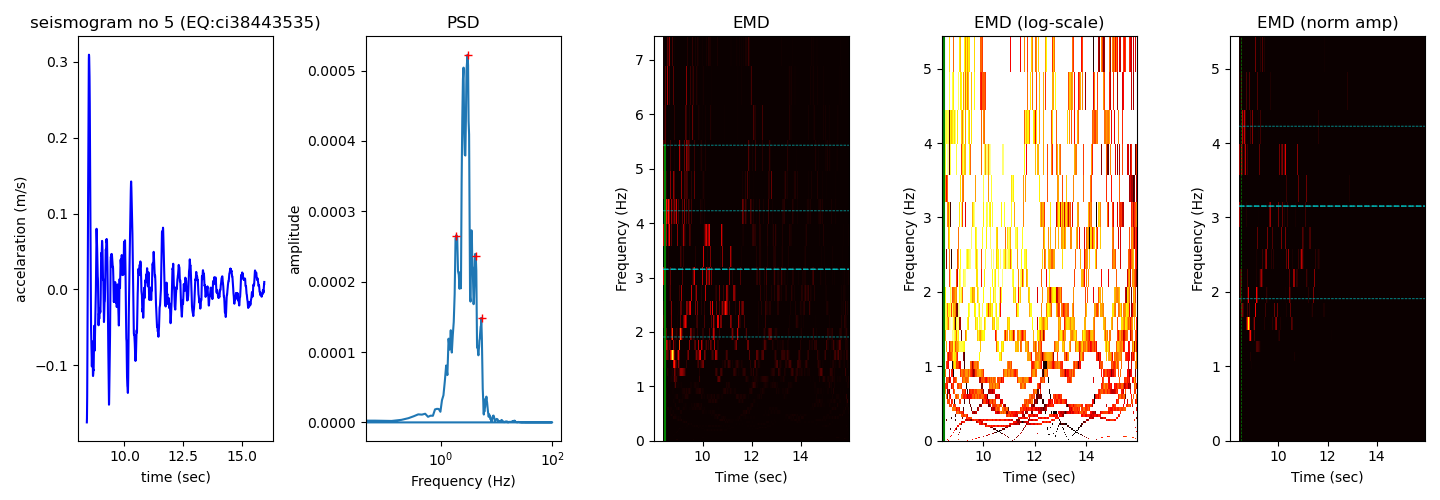 seismogram no 5 (EQ:ci38443535)
0.3
0.2
0.1
0.0
−0.1
accelaration (m/s)
10.0 12.5 15.0
time (sec)
PSD
0.0005
0.0004
0.0003
0.0002
0.0001
0.0000
amplitude
10⁰ 10²
Frequency (Hz)
EMD
7
6
5
4
3
2
1
0
Frequency (Hz)
10 12 14
Time (sec)
EMD (log-scale)
5
4
3
2
1
0
Frequency (Hz)
10 12 14
Time (sec)
EMD (norm amp)
5
4
3
2
1
0
Frequency (Hz)
10 12 14
Time (sec)